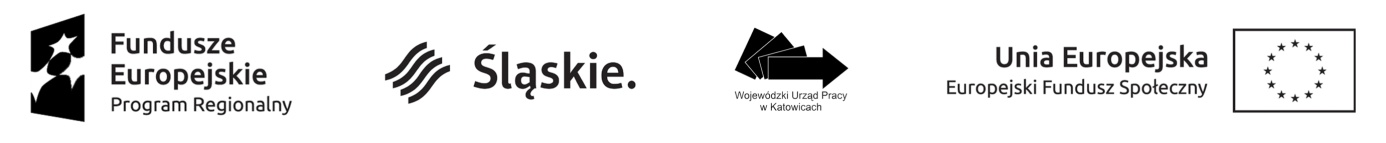 Fundusze
Europejskie
Program Regionalny
Śląskie.
Wojewódzki Urząd Pracy
w Katowicach
Unia Europejska
Europejski Fundusz Społeczny